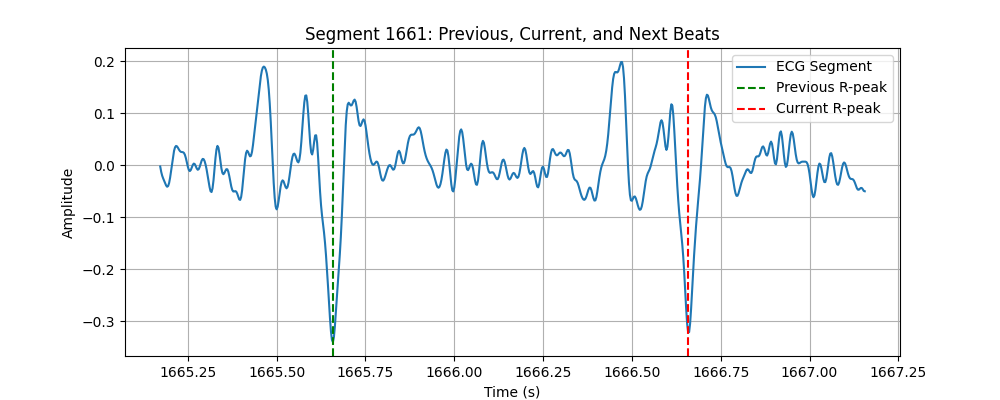 Segment 1661: Previous, Current, and Next Beats
ECG Segment
Previous R-peak
Current R-peak
Amplitude
0.2
0.1
0.0
−0.1
−0.2
−0.3
1665.25 1665.50 1665.75 1666.00 1666.25 1666.50 1666.75 1667.00 1667.25
Time (s)